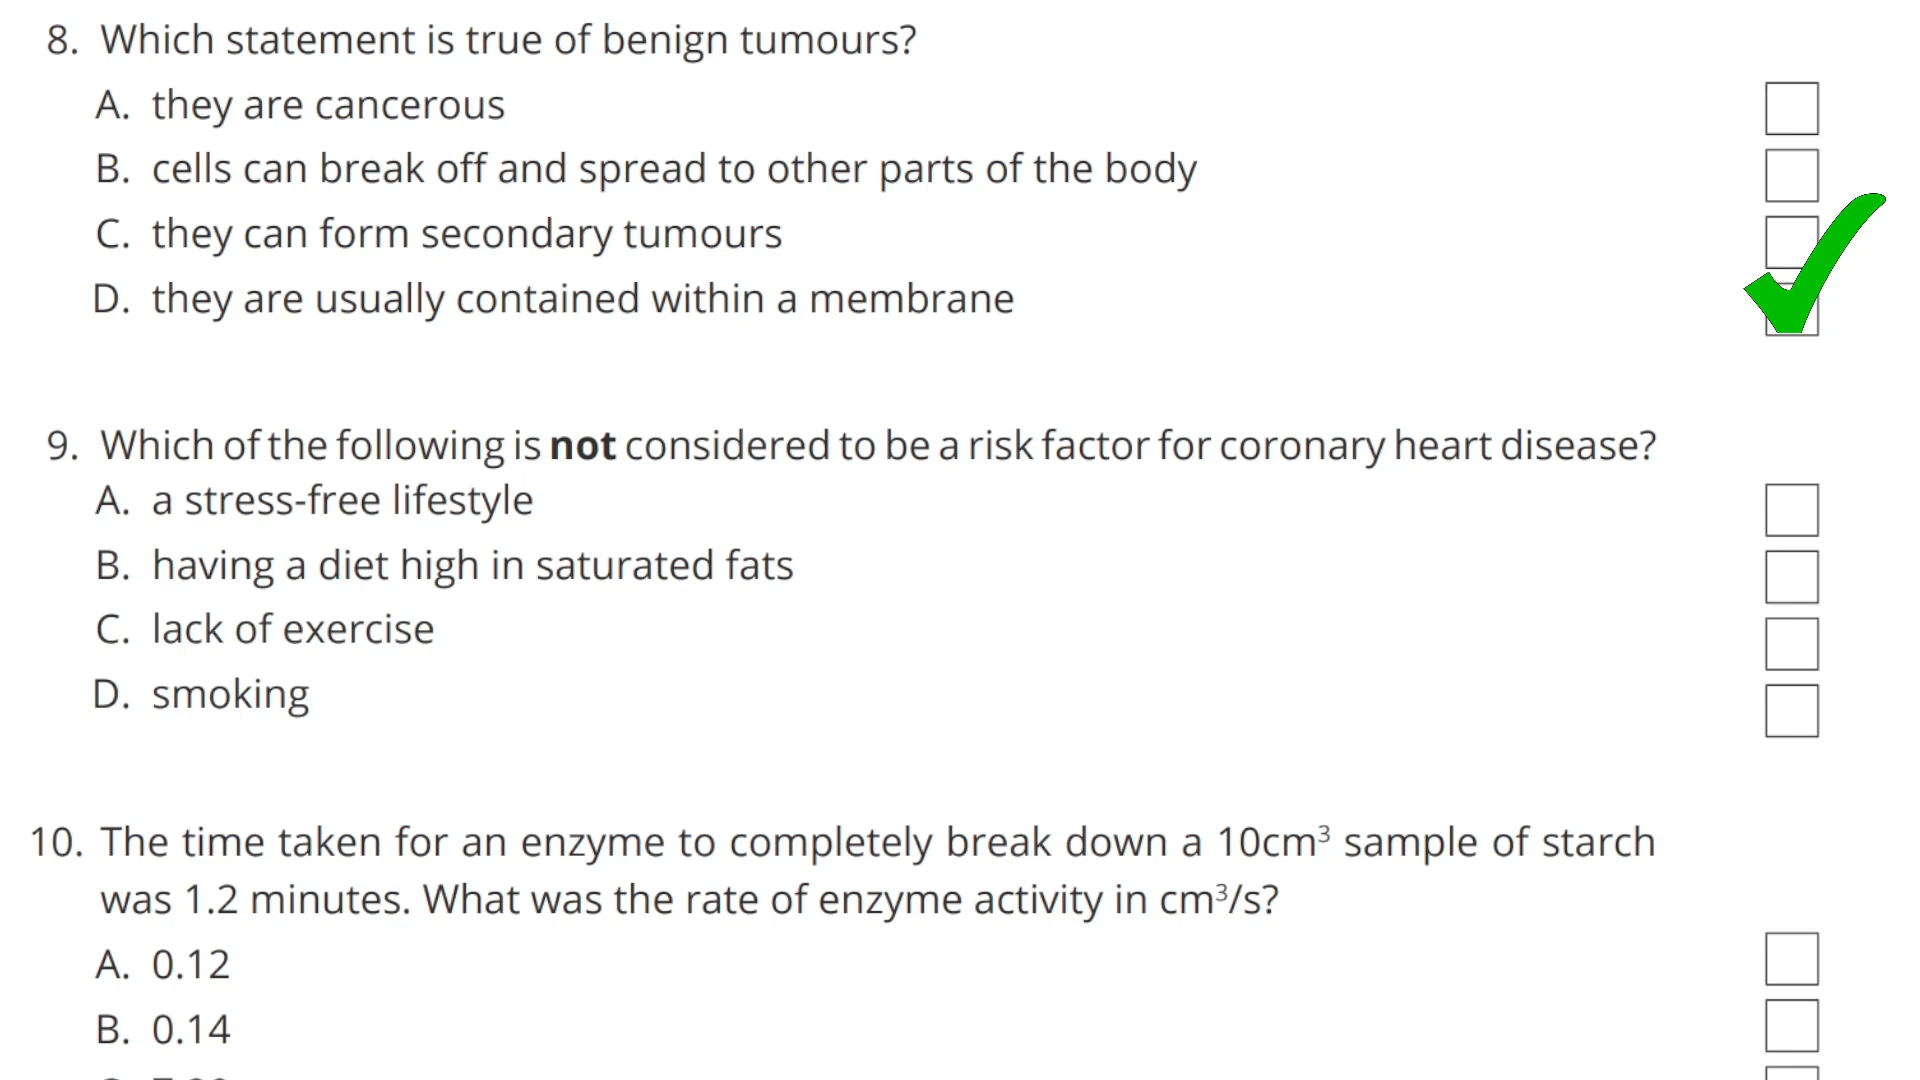 8. Which statement is true of benign tumours?
A. they are cancerous
B. cells can break off and spread to other parts of the body
C. they can form secondary tumours
D. they are usually contained within a membrane
9. Which of the following is not considered to be a risk factor for coronary heart disease?
A. a stress-free lifestyle
B. having a diet high in saturated fats
C. lack of exercise
D. smoking
10. The time taken for an enzyme to completely break down a 10cm³ sample of starch
was 1.2 minutes. What was the rate of enzyme activity in cm³/s?
A. 0.12
B. 0.14